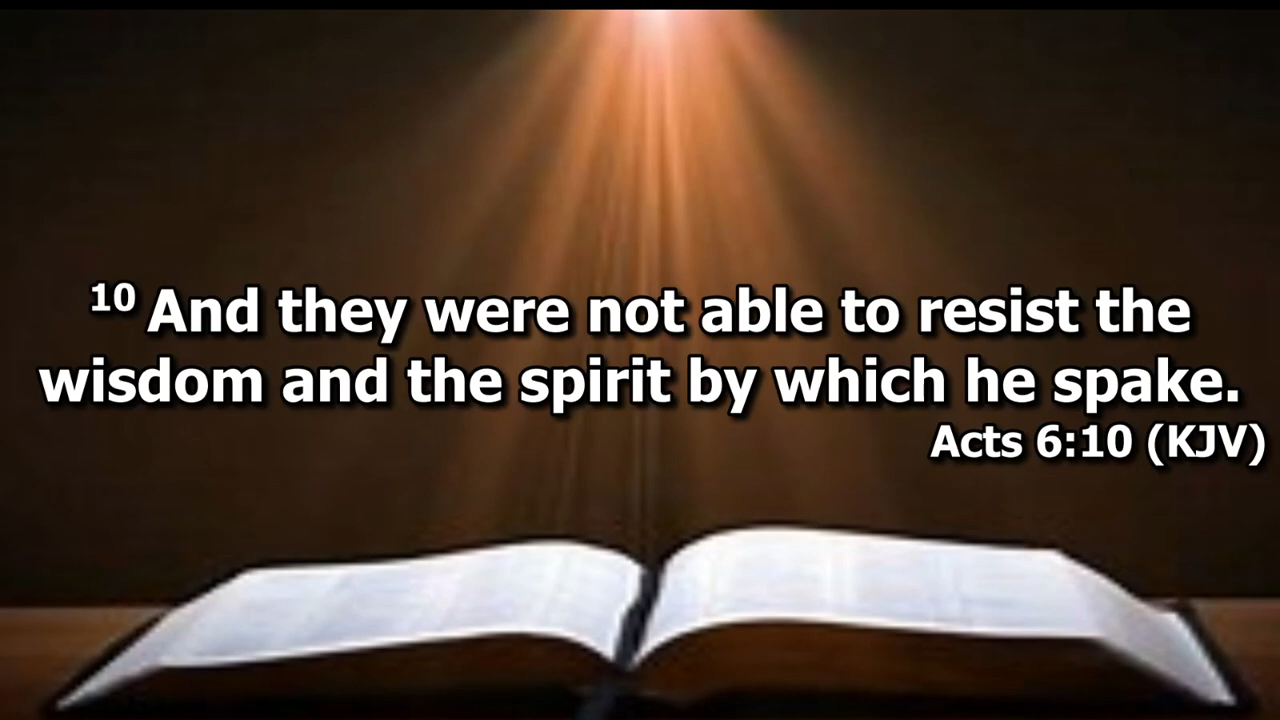 10 And they were not able to resist the
wisdom and the spirit by which he spake.
Acts 6:10 (KJV)